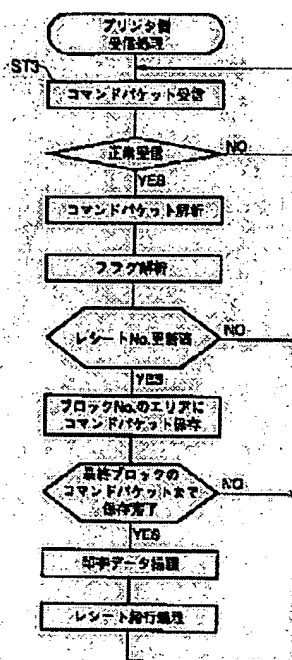 プリンタ側
受信処理
ST3
コマンドパケット受信
正常受信
NO
YES
コマンドパケット解析
フラグ解析
レシートNo.更新済
NO
YES
ブロックNo.のエリアに
コマンドパケット保存
最終ブロックの
コマンドパケットまで
保存完了
NO
YES
印字データ編集
レシート発行処理